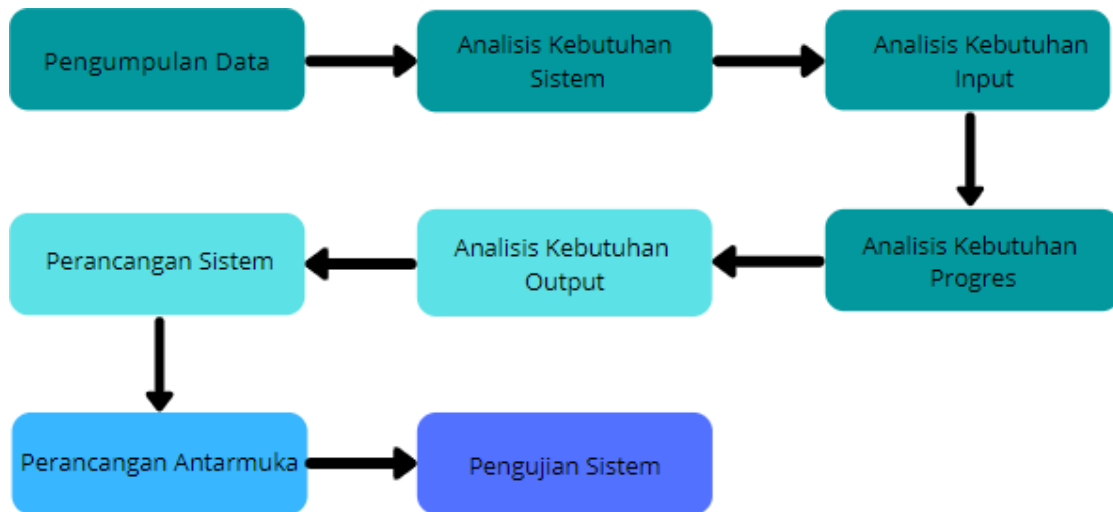 Pengumpulan Data
Analisis Kebutuhan
Sistem
Analisis Kebutuhan
Input
Analisis Kebutuhan
Progres
Analisis Kebutuhan
Output
Perancangan Sistem
Perancangan Antarmuka
Pengujian Sistem